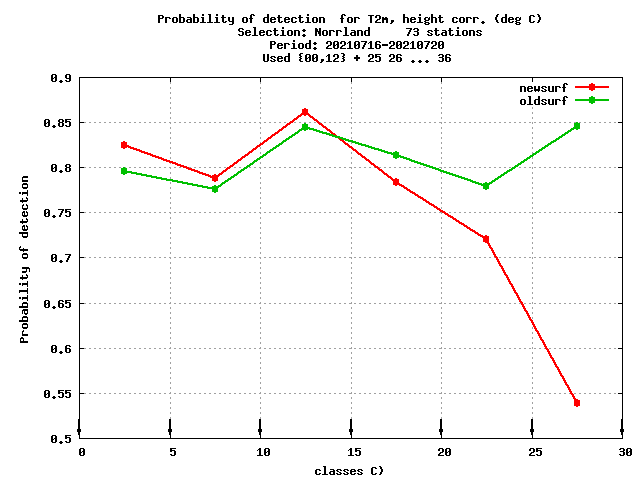 Probability of detection  for T2m, height corr. (deg C)
Selection: Norrland     73 stations
Period: 20210716-20210720
Used {00,12} + 25 26 ... 36
newsurf
oldsurf
0.9
0.85
0.8
0.75
0.7
0.65
0.6
0.55
0.5
Probability of detection
0 5 10 15 20 25 30
classes C)